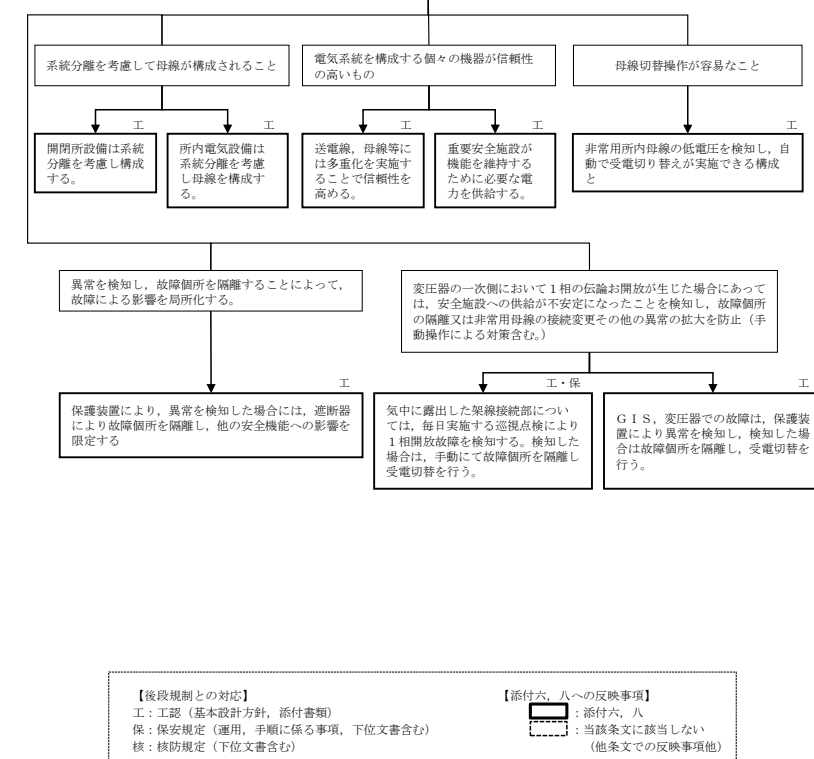 系統分離を考慮して母線が構成されること
電気系統を構成する個々の機器が信頼性
の高いもの
母線切替操作が容易なこと
工
開閉所設備は系統
分離を考慮し構成
する。
工
所内電気設備は
系統分離を考慮
し母線を構成す
る。
工
送電線，母線等に
は多重化を実施す
ることで信頼性を
高める。
工
重要安全施設が
機能を維持する
ために必要な電
力を供給する。
工
非常用所内母線の低電圧を検知し，自
動で受電切り替えが実施できる構成
と
異常を検知し，故障個所を隔離することによって，
故障による影響を局所化する。
変圧器の一次側において１相の伝論お開放が生じた場合にあって
は，安全施設への供給が不安定になったことを検知し，故障個所
の隔離又は非常用母線の接続変更その他の異常の拡大を防止（手
動操作による対策含む。）
工
保護装置により，異常を検知した場合には，遮断器
により故障個所を隔離し，他の安全機能への影響を
限定する
工・保
気中に露出した架線接続部につい
ては，毎日実施する巡視点検により
１相開放故障を検知する。検知した
場合は，手動にて故障個所を隔離し
受電切替を行う。
工
ＧＩＳ，変圧器での故障は，保護装
置により異常を検知し，検知した場
合は故障個所を隔離し，受電切替を
行う。
【後段規制との対応】
工：工認（基本設計方針，添付書類）
保：保安規定（運用，手順に係る事項，下位文書含む）
核：核防規定（下位文書含む）
【添付六，八への反映事項】
：添付六，八
：当該条文に該当しない
（他条文での反映事項他）